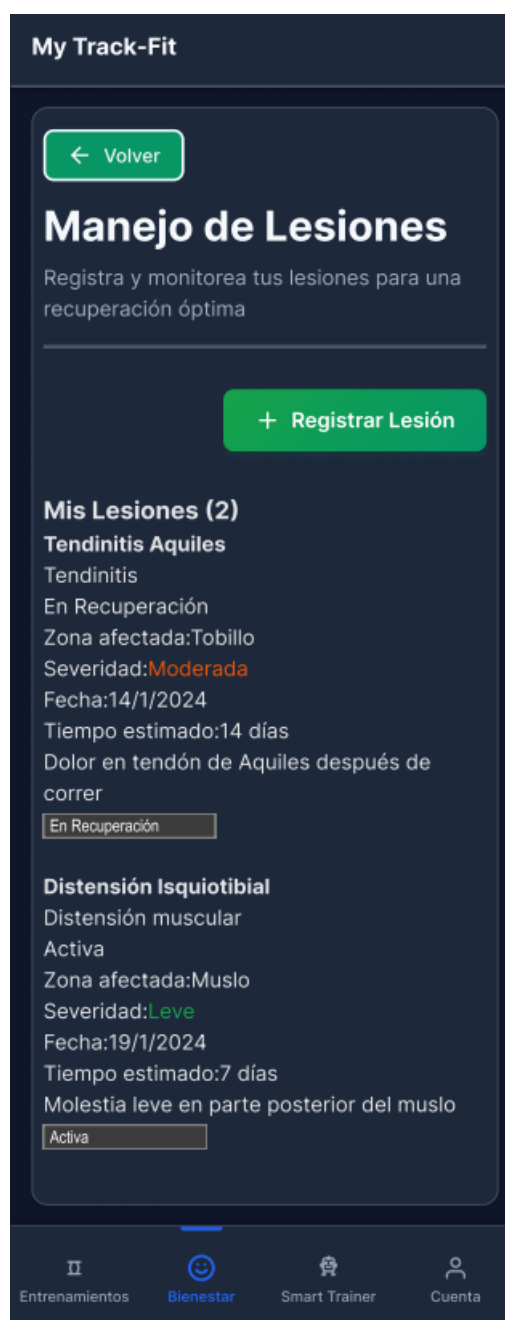 My Track-Fit
← Volver
Manejo de Lesiones
Registra y monitorea tus lesiones para una
recuperación óptima
+ Registrar Lesión
Mis Lesiones (2)
Tendinitis Aquiles
Tendinitis
En Recuperación
Zona afectada:Tobillo
Severidad:Moderada
Fecha:14/1/2024
Tiempo estimado:14 días
Dolor en tendón de Aquiles después de
correr
En Recuperación
Distensión Isquiotibial
Distensión muscular
Activa
Zona afectada:Muslo
Severidad:Leve
Fecha:19/1/2024
Tiempo estimado:7 días
Molestia leve en parte posterior del muslo
Activa
Entrenamientos Bienestar Smart Trainer Cuenta